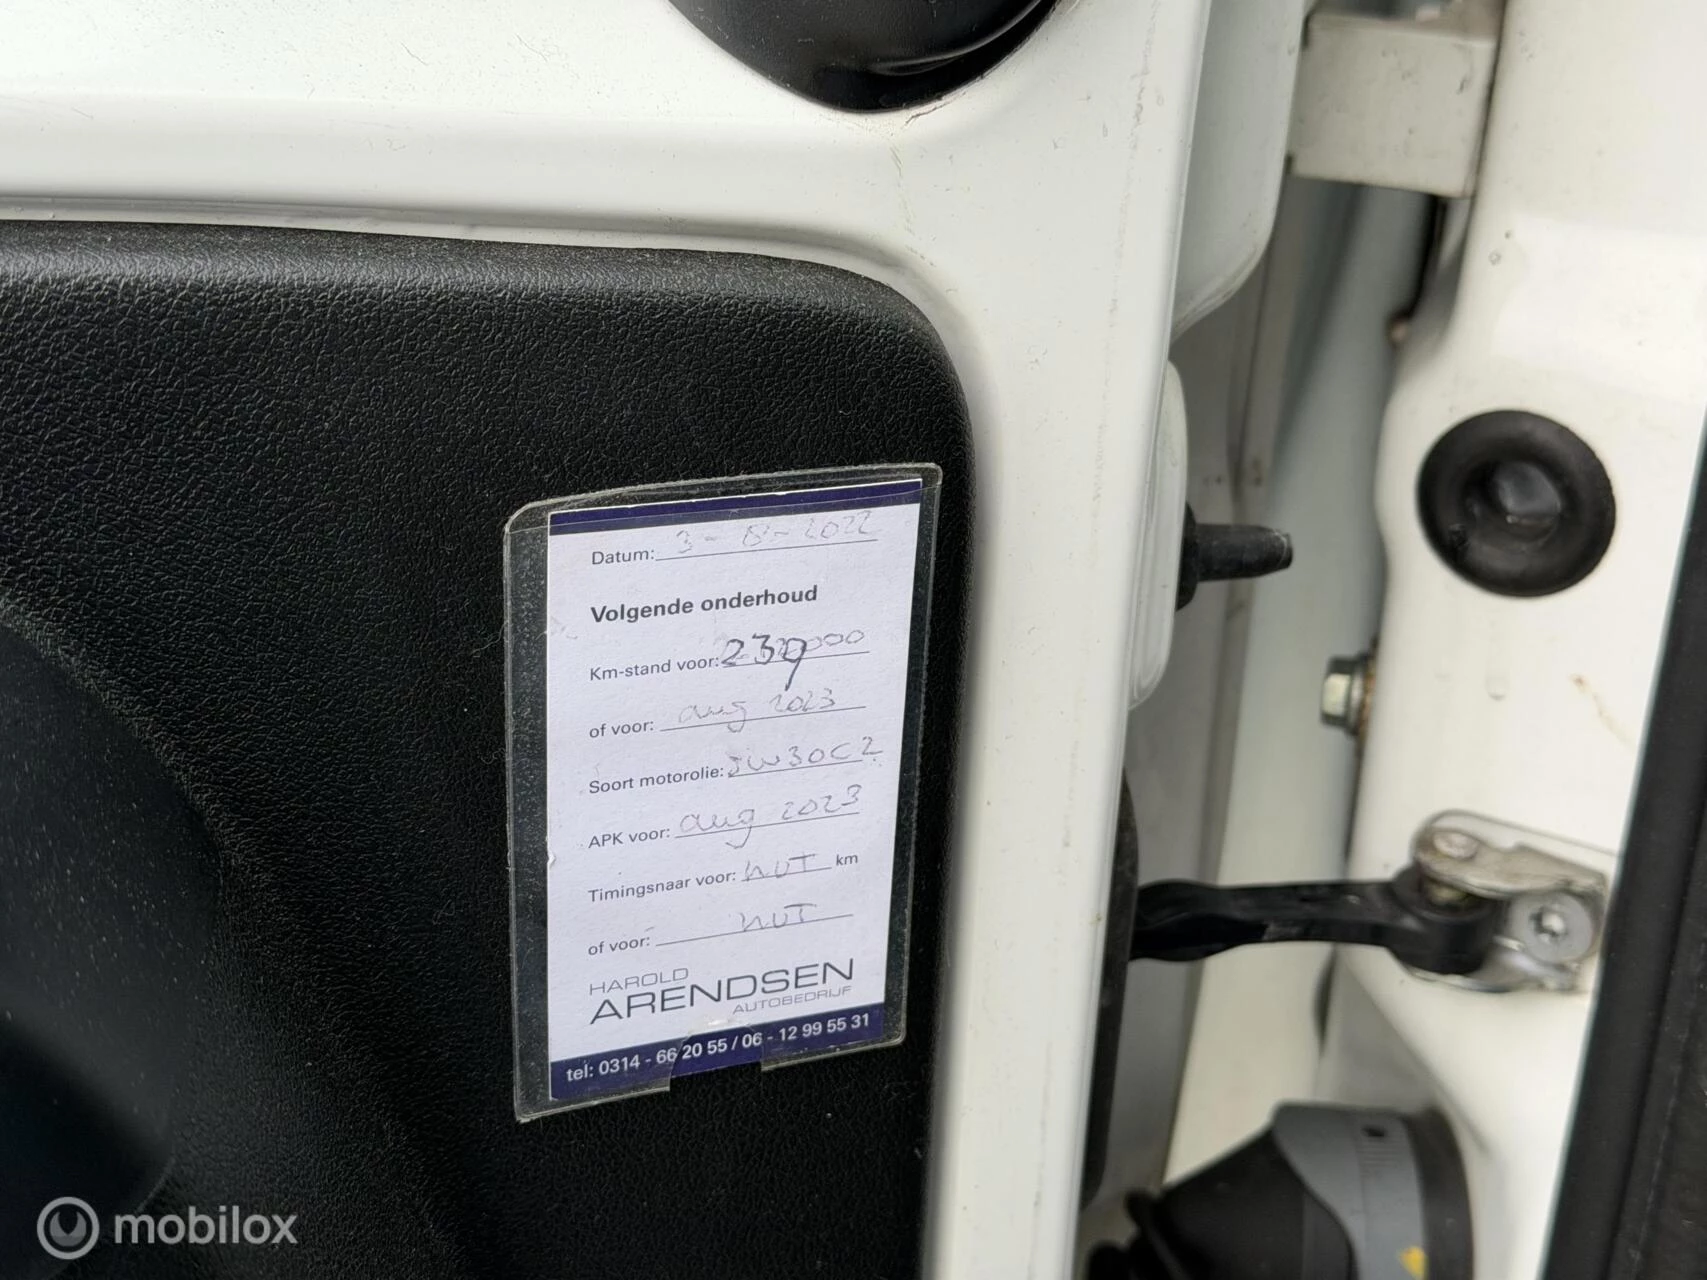 Datum: 3 - 8 - 2022
Volgende onderhoud
Km-stand voor: 239000
of voor: aug 2023
Soort motorolie: 5W30C2
APK voor: aug 2023
Timingsnaar voor: NVT km
of voor: NVT
HAROLD
ARENDSEN
AUTOBEDRIJF
tel: 0314 - 66 20 55 / 06 - 12 99 55 31
mobilox